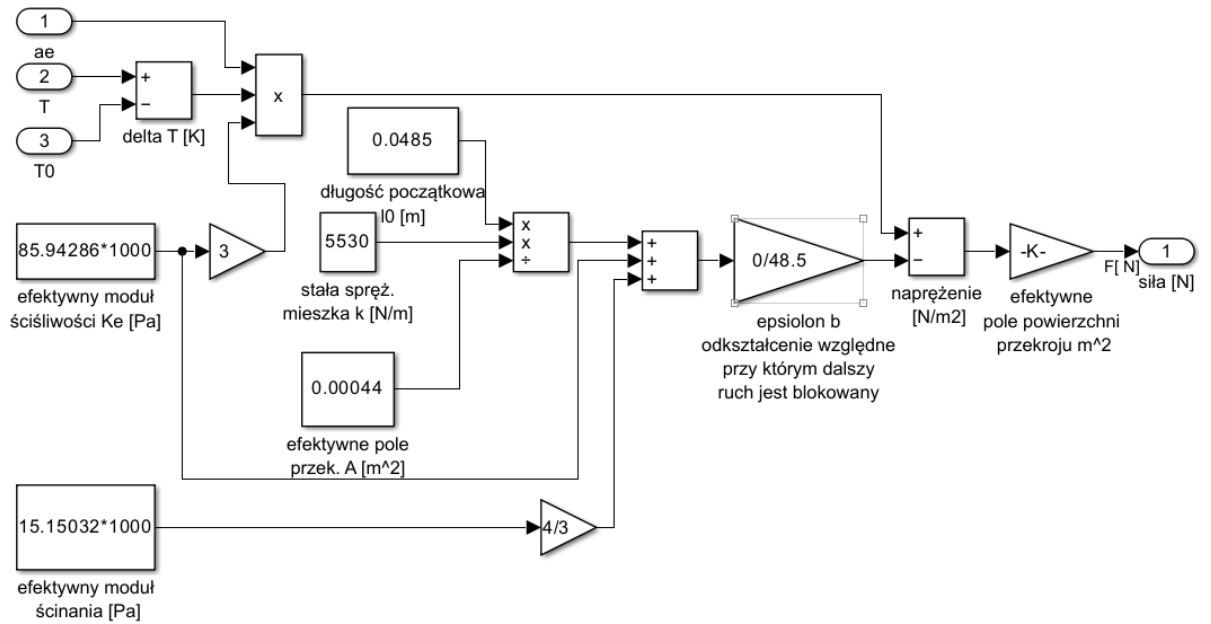 1
ae
2
T
3
T0
+
−
delta T [K]
x
0.0485
długość początkowa
l0 [m]
85.94286*1000
efektywny moduł
ściśliwości Ke [Pa]
3
5530
stała spręż.
mieszka k [N/m]
x
x
÷
+
+
+
0/48.5
epsiolon b
odkształcenie względne
przy którym dalszy
ruch jest blokowany
+
−
naprężenie
[N/m2]
-K-
efektywne
pole powierzchni
przekroju m^2
F[ N]
1
siła [N]
0.00044
efektywne pole
przek. A [m^2]
15.15032*1000
efektywny moduł
ścinania [Pa]
4/3